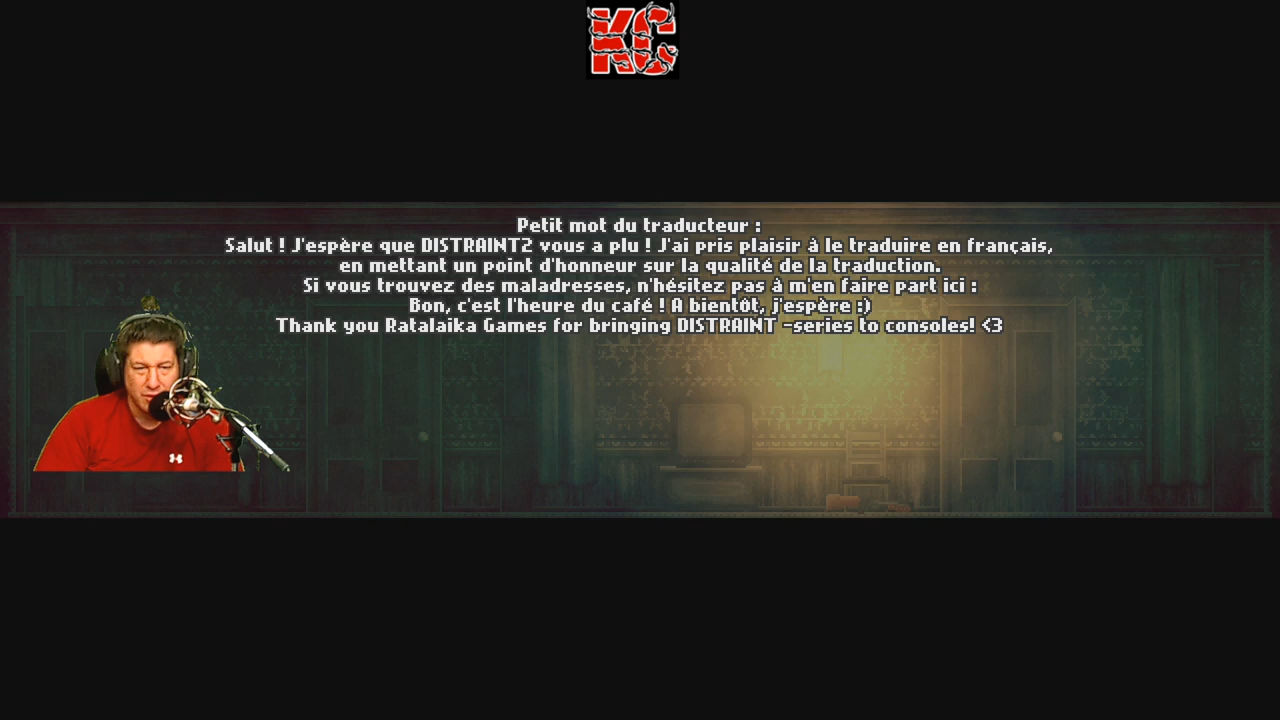 KC
Petit mot du traducteur :
Salut ! J'espère que DISTRAINT2 vous a plu ! J'ai pris plaisir à le traduire en français,
en mettant un point d'honneur sur la qualité de la traduction.
Si vous trouvez des maladresses, n'hésitez pas à m'en faire part ici :
Bon, c'est l'heure du café ! A bientôt, j'espère :)
Thank you Ratalaika Games for bringing DISTRAINT -series to consoles! <3